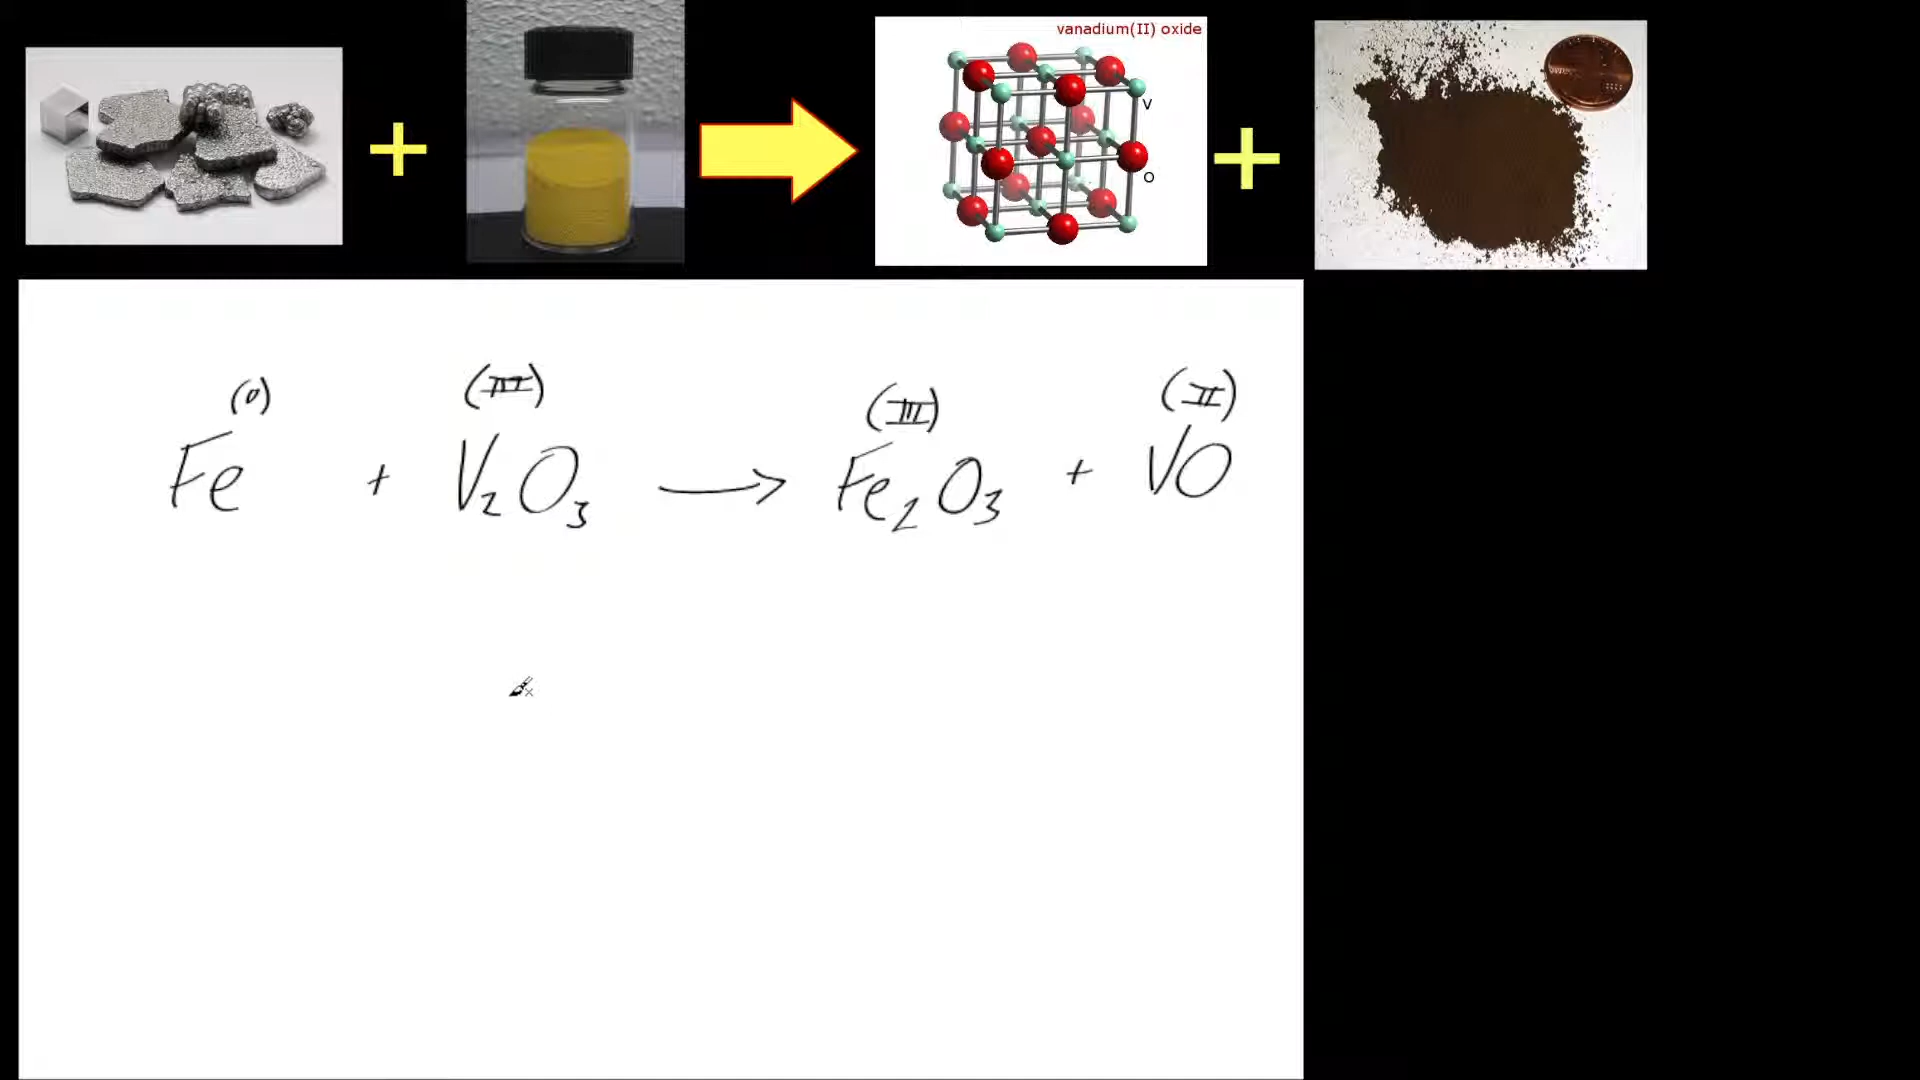 vanadium(II) oxide
V
O
(0) (III) (III) (II)
Fe + V₂O₃ → Fe₂O₃ + VO